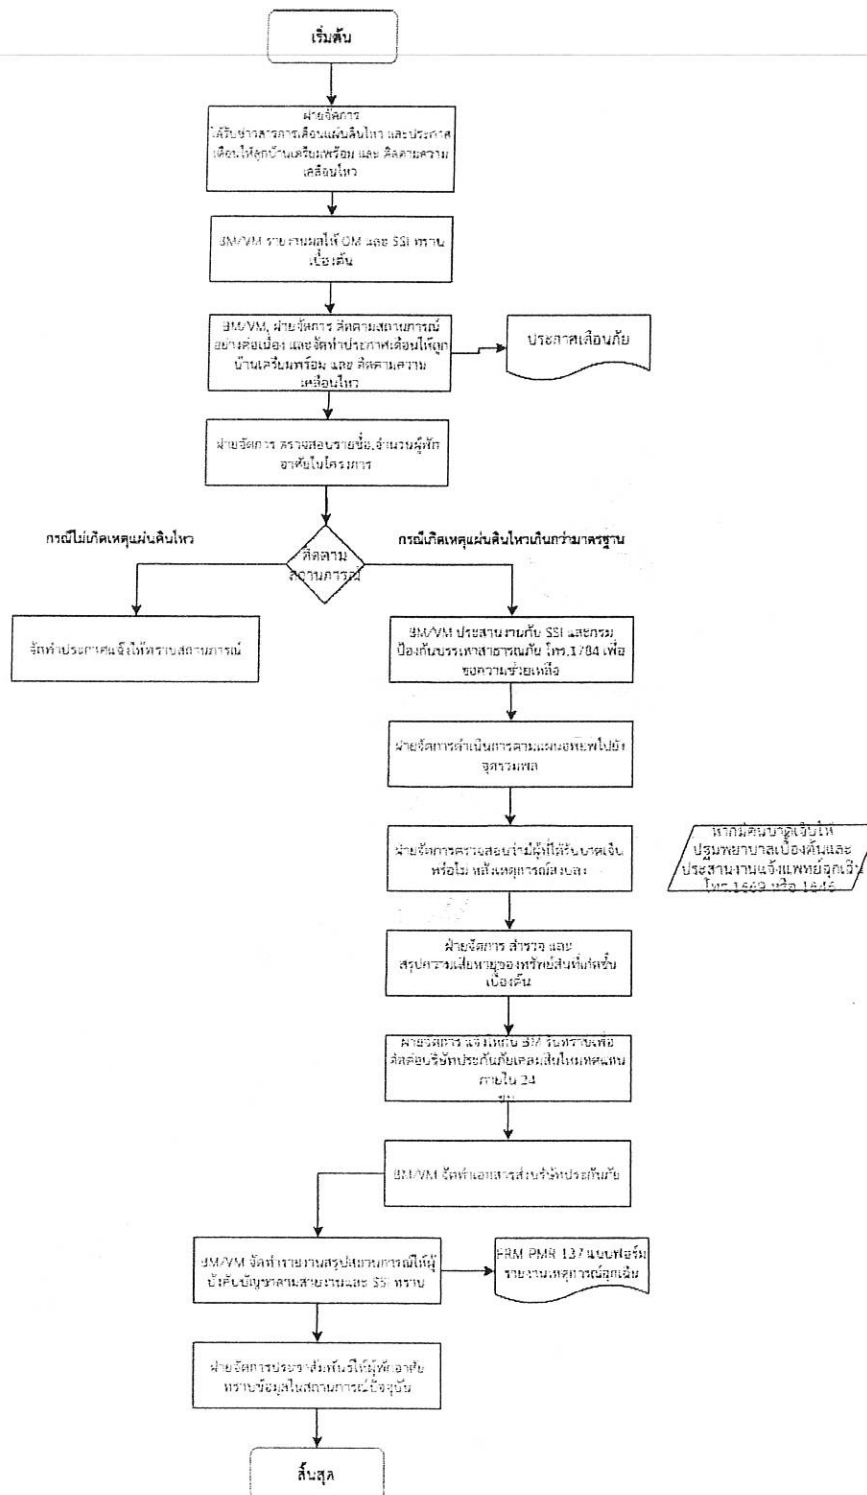 เริ่มต้น
ฝ่ายจัดการ
ได้รับข่าวสารการเตือนแผ่นดินไหว และประกาศ
เตือนให้ลูกบ้านเตรียมพร้อม และ ติดตามความ
เคลื่อนไหว
BM/VM รายงานผลให้ OM และ SSI ทราบ
เบื้องต้น
BM/VM, ฝ่ายจัดการ ติดตามสถานการณ์
อย่างต่อเนื่อง และจัดทำประกาศเตือนให้ลูก
บ้านเตรียมพร้อม และ ติดตามความ
เคลื่อนไหว
ประกาศเตือนภัย
ฝ่ายจัดการ ตรวจสอบรายชื่อ,จำนวนผู้พัก
อาศัยในโครงการ
กรณีไม่เกิดเหตุแผ่นดินไหว
กรณีเกิดเหตุแผ่นดินไหวเกินกว่ามาตรฐาน
ติดตาม
สถานการณ์
จัดทำประกาศแจ้งให้ทราบสถานการณ์
BM/VM ประสานงานกับ SSI และกรม
ป้องกันบรรเทาสาธารณภัย โทร.1784 เพื่อ
ขอความช่วยเหลือ
ฝ่ายจัดการดำเนินการตามแผนอพยพไปยัง
จุดรวมพล
ฝ่ายจัดการตรวจสอบว่ามีผู้ที่ได้รับบาดเจ็บ
หรือไม่ หลังเหตุการณ์สงบลง
หากมีคนบาดเจ็บให้
ปฐมพยาบาลเบื้องต้นและ
ประสานงานแจ้งแพทย์ฉุกเฉิน
โทร.1669 หรือ 1646
ฝ่ายจัดการ สำรวจ และ
สรุปความเสียหายของทรัพย์สินที่เกิดขึ้น
เบื้องต้น
ฝ่ายจัดการ แจ้งให้กับ BM รับทราบเพื่อ
ติดต่อบริษัทประกันภัยเคลมสินไหมทดแทน
ภายใน 24
ชม.
BM/VM จัดทำเอกสารส่งบริษัทประกันภัย
BM/VM จัดทำรายงานสรุปสถานการณ์ให้ผู้
บังคับบัญชาตามสายงานและ SSI ทราบ
FRM PMR 137 แบบฟอร์ม
รายงานเหตุการณ์ฉุกเฉิน
ฝ่ายจัดการประชาสัมพันธ์ให้ผู้พักอาศัย
ทราบข้อมูลในสถานการณ์ปัจจุบัน
สิ้นสุด